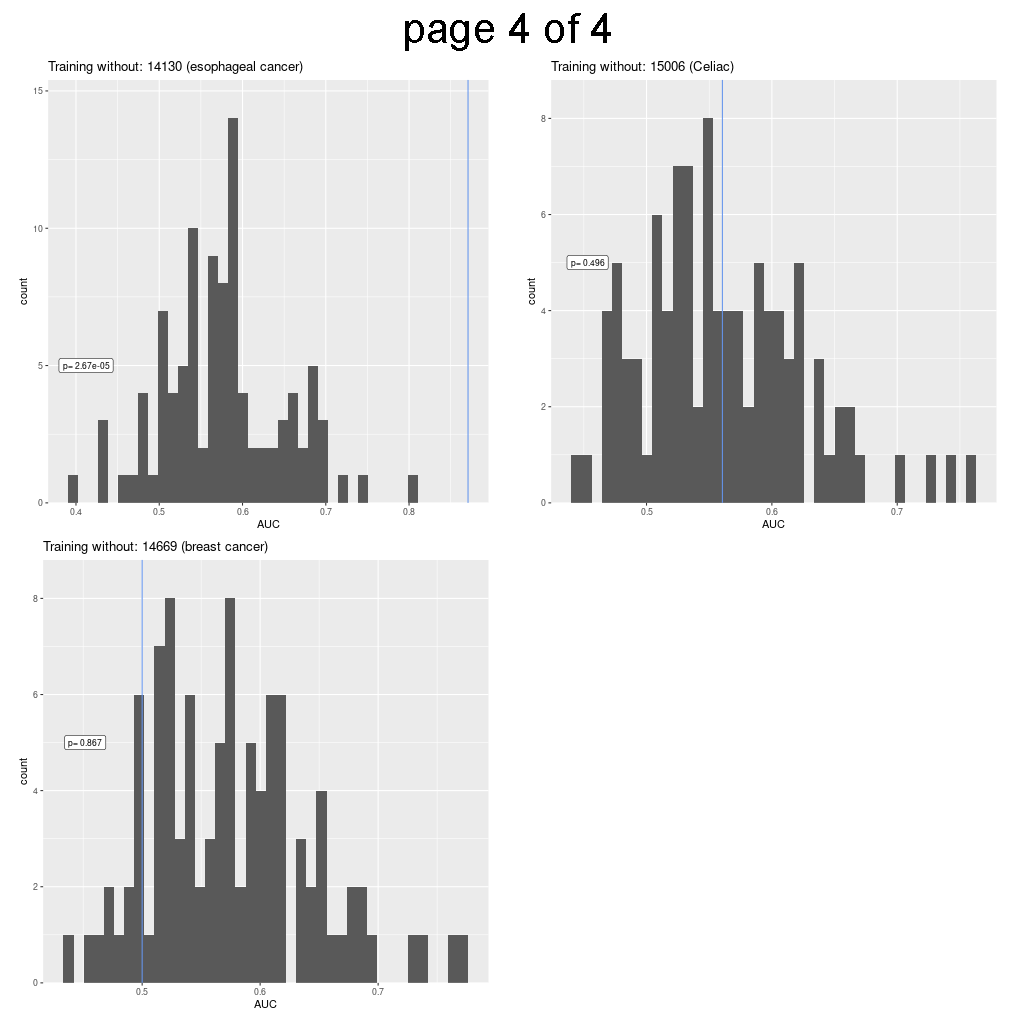 page 4 of 4
Training without: 14130 (esophageal cancer)
15
10
5
0
count
p= 2.67e-05
0.4 0.5 0.6 0.7 0.8
AUC
Training without: 15006 (Celiac)
8
6
4
2
0
count
p= 0.496
0.5 0.6 0.7
AUC
Training without: 14669 (breast cancer)
8
6
4
2
0
count
p= 0.867
0.5 0.6 0.7
AUC